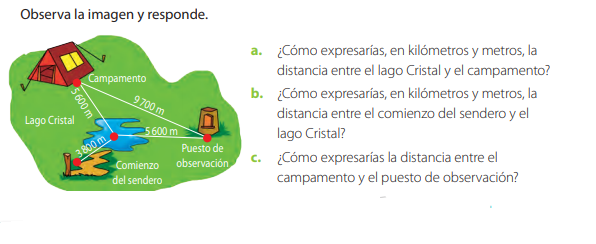 Observa la imagen y responde.
Campamento
5 600 m
9 700 m
Lago Cristal
5 600 m
3 800 m
Puesto de
observación
Comienzo
del sendero
a. ¿Cómo expresarías, en kilómetros y metros, la
distancia entre el lago Cristal y el campamento?
b. ¿Cómo expresarías, en kilómetros y metros, la
distancia entre el comienzo del sendero y el
lago Cristal?
c. ¿Cómo expresarías la distancia entre el
campamento y el puesto de observación?